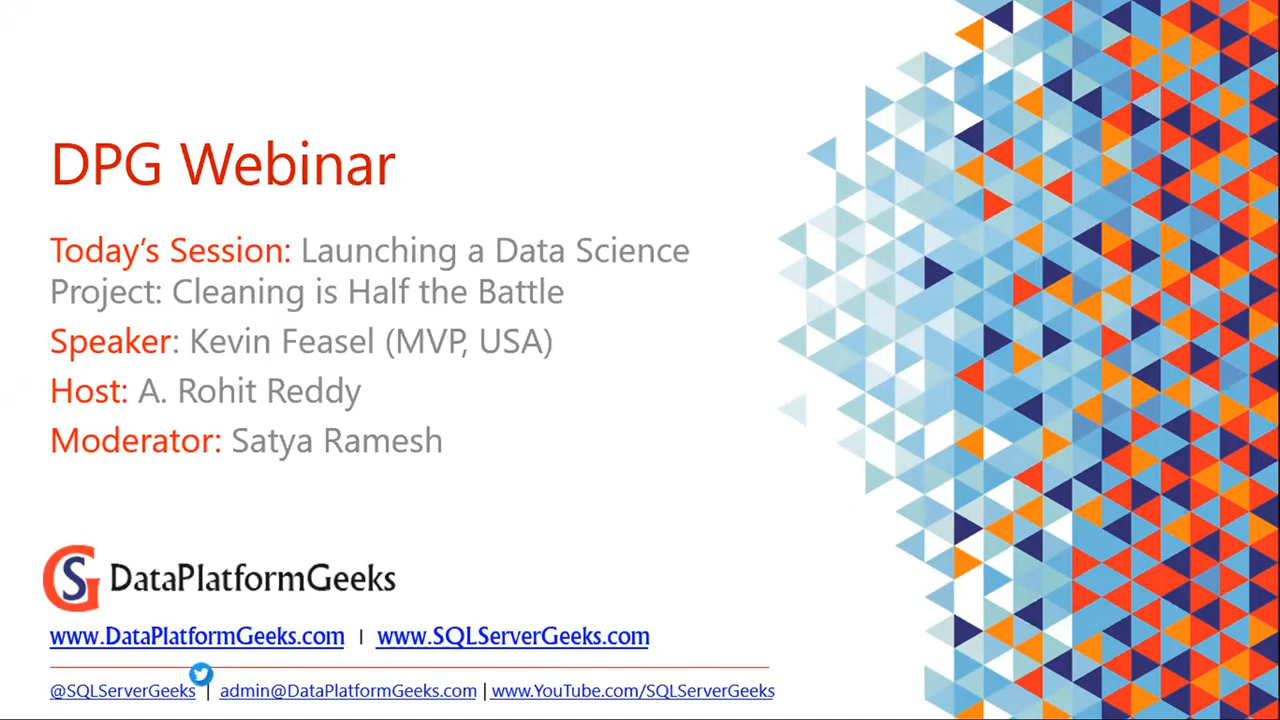 DPG Webinar
Today's Session: Launching a Data Science
Project: Cleaning is Half the Battle
Speaker: Kevin Feasel (MVP, USA)
Host: A. Rohit Reddy
Moderator: Satya Ramesh
SG DataPlatformGeeks
www.DataPlatformGeeks.com | www.SQLServerGeeks.com
@SQLServerGeeks | admin@DataPlatformGeeks.com | www.YouTube.com/SQLServerGeeks